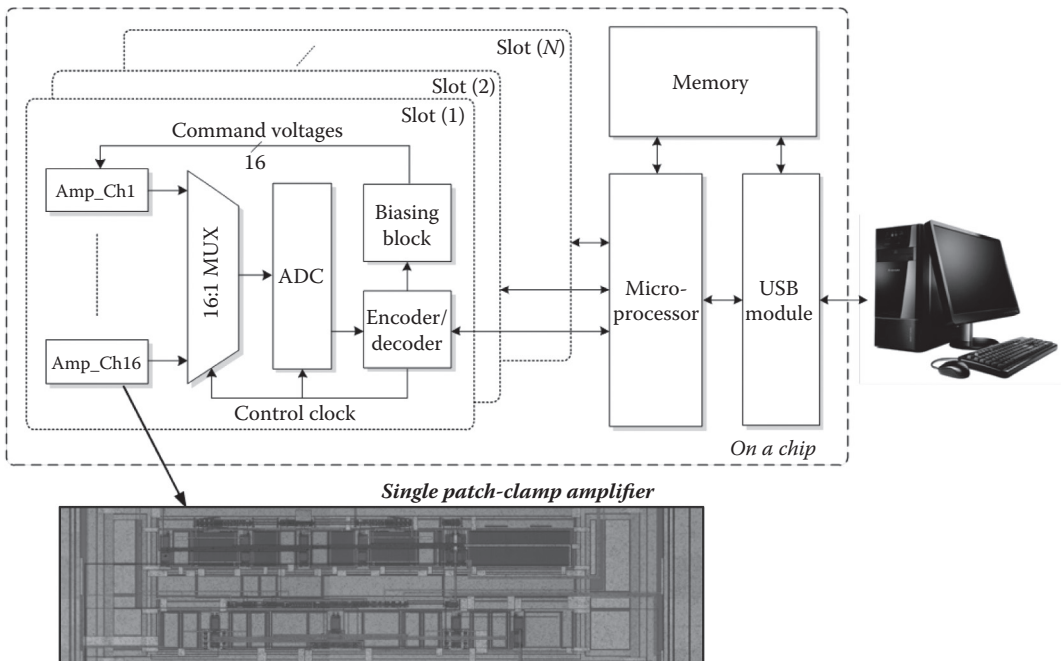 Slot (N)
Slot (2)
Slot (1)
Memory
Command voltages
16
Amp_Ch1
16:1 MUX
ADC
Biasing
block
Encoder/
decoder
Amp_Ch16
Control clock
Micro-
processor
USB
module
On a chip
Single patch-clamp amplifier